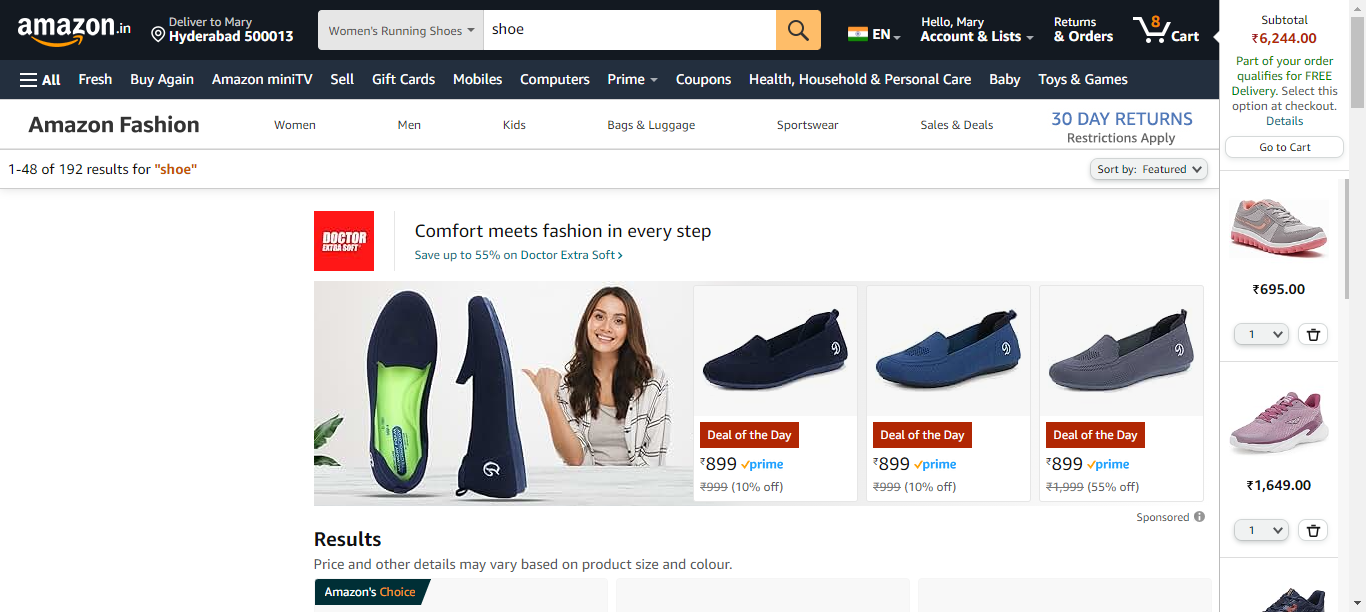 amazon.in
Deliver to Mary
Hyderabad 500013
Women's Running Shoes
shoe
EN
Hello, Mary
Account & Lists
Returns
& Orders
8
Cart
All
Fresh
Buy Again
Amazon miniTV
Sell
Gift Cards
Mobiles
Computers
Prime
Coupons
Health, Household & Personal Care
Baby
Toys & Games
Amazon Fashion
Women
Men
Kids
Bags & Luggage
Sportswear
Sales & Deals
30 DAY RETURNS
Restrictions Apply
1-48 of 192 results for "shoe"
Sort by: Featured
DOCTOR
EXTRA SOFT
Comfort meets fashion in every step
Save up to 55% on Doctor Extra Soft
Deal of the Day
₹899 prime
₹999 (10% off)
Deal of the Day
₹899 prime
₹999 (10% off)
Deal of the Day
₹899 prime
₹1,999 (55% off)
Sponsored
Results
Price and other details may vary based on product size and colour.
Amazon's Choice
Subtotal
₹6,244.00
Part of your order
qualifies for FREE
Delivery. Select this
option at checkout.
Details
Go to Cart
₹695.00
1
₹1,649.00
1